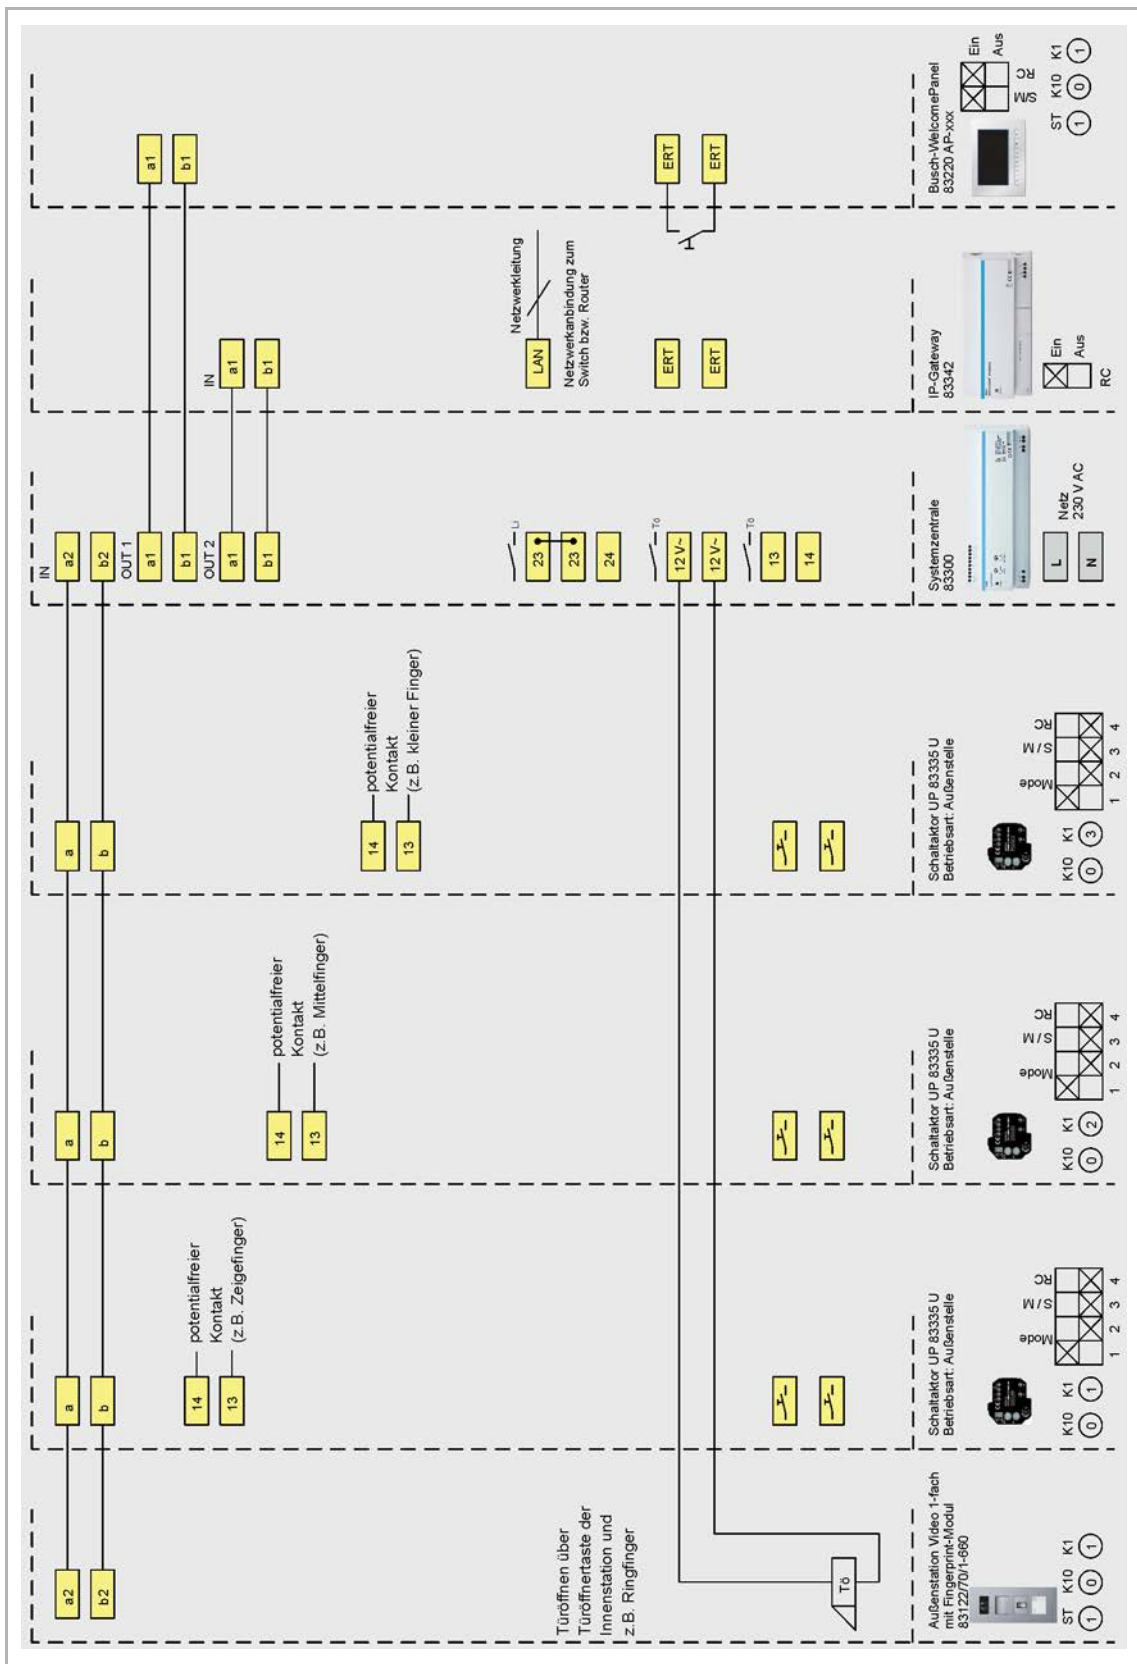 a2
b2
Türöffnen über
Türöffnertaste der
Innenstation und
z.B. Ringfinger
Tö
Außenstation Video 1-fach
mit Fingerprint-Modul
83122/70/1-660
ST K10 K1
1 0 1
a
b
14
potentialfreier
Kontakt
13
(z.B. Zeigefinger)
Schaltaktor UP 83335 U
Betriebsart: Außenstelle
Mode S / M RC
K10 K1
0 1
1 2 3 4
a
b
14
potentialfreier
Kontakt
13
(z.B. Mittelfinger)
Schaltaktor UP 83335 U
Betriebsart: Außenstelle
Mode S / M RC
K10 K1
0 2
1 2 3 4
a
b
14
potentialfreier
Kontakt
13
(z.B. kleiner Finger)
Schaltaktor UP 83335 U
Betriebsart: Außenstelle
Mode S / M RC
K10 K1
0 3
1 2 3 4
IN
a2
b2
OUT 1
a1
b1
OUT 2
a1
b1
Li
23
23
24
Tö
12 V~
12 V~
Tö
13
14
Systemzentrale
83300
L
N
Netz
230 V AC
IN
a1
b1
LAN
Netzwerkleitung
Netzwerkanbindung zum
Switch bzw. Router
ERT
ERT
IP-Gateway
83342
Ein
Aus
RC
a1
b1
ERT
ERT
Busch-WelcomePanel
83220 AP-xxx
Ein
Aus
S/M RC
ST K10 K1
1 0 1